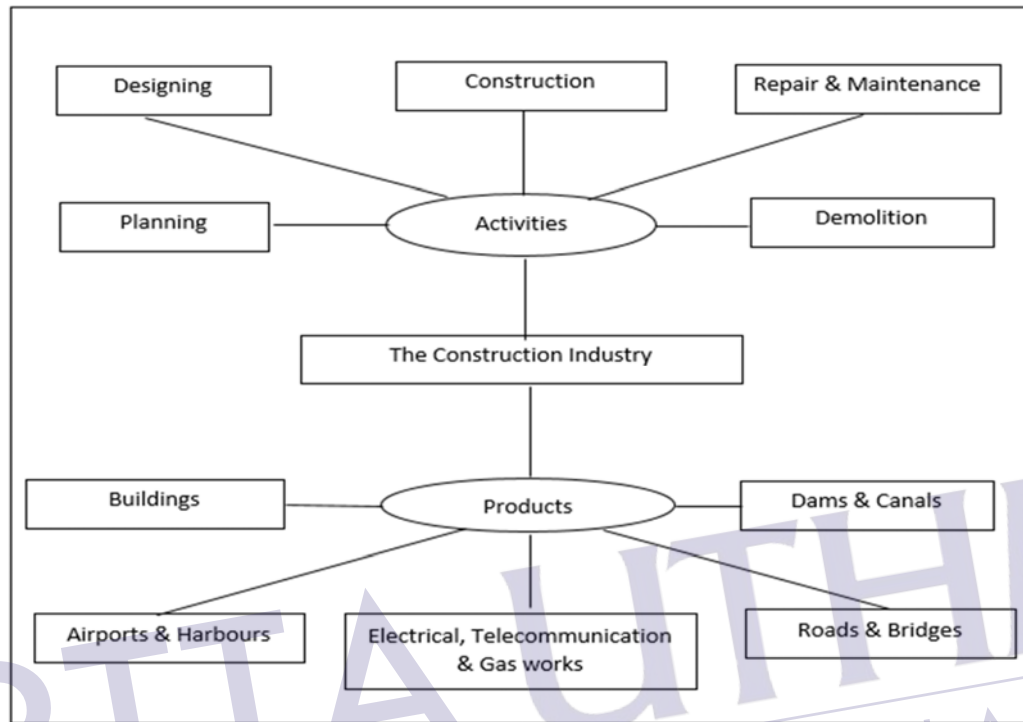 Designing
Construction
Repair & Maintenance
Planning
Activities
Demolition
The Construction Industry
Buildings
Products
Dams & Canals
Airports & Harbours
Electrical, Telecommunication
& Gas works
Roads & Bridges